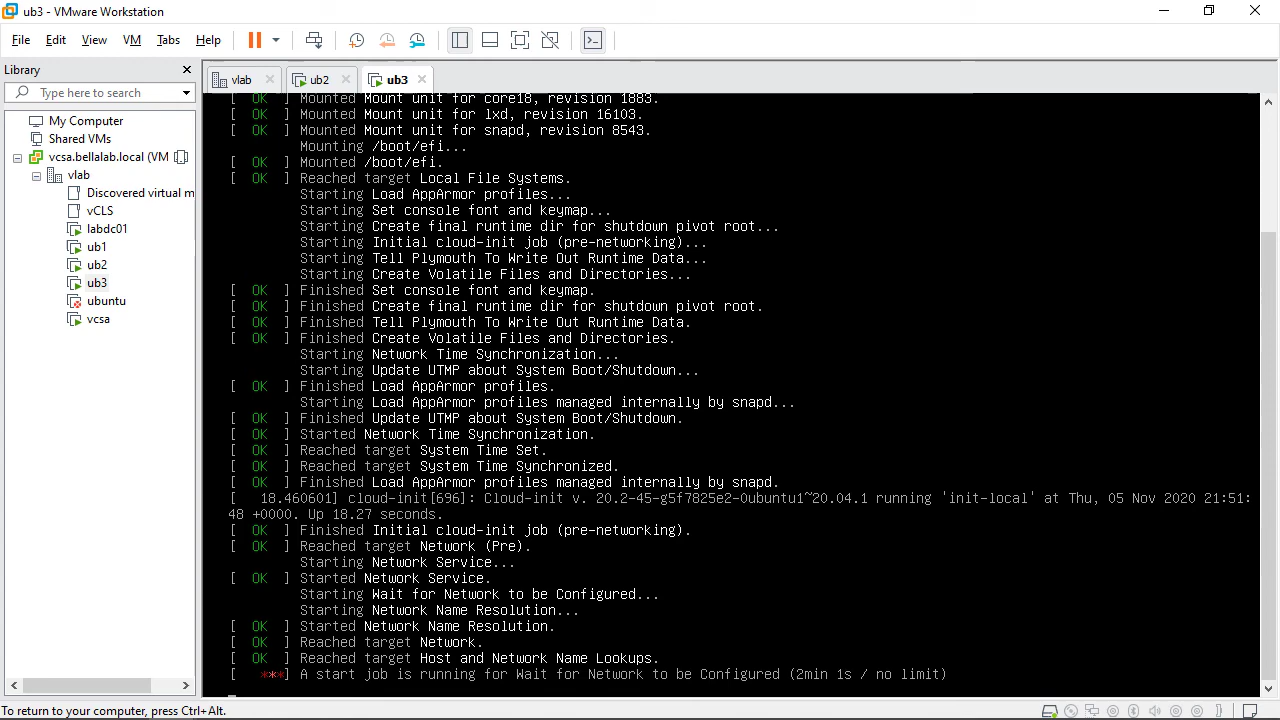 ub3 - VMware Workstation
File Edit View VM Tabs Help
Library
Type here to search
My Computer
Shared VMs
vcsa.bellalab.local (VM
vlab
Discovered virtual m
vCLS
labdc01
ub1
ub2
ub3
ubuntu
vcsa
vlab ub2 ub3
[ OK ] Mounted Mount unit for core18, revision 1883.
[ OK ] Mounted Mount unit for lxd, revision 16103.
[ OK ] Mounted Mount unit for snapd, revision 8543.
Mounting /boot/efi...
[ OK ] Mounted /boot/efi.
[ OK ] Reached target Local File Systems.
Starting Load AppArmor profiles...
Starting Set console font and keymap...
Starting Create final runtime dir for shutdown pivot root...
Starting Initial cloud-init job (pre-networking)...
Starting Tell Plymouth To Write Out Runtime Data...
Starting Create Volatile Files and Directories...
[ OK ] Finished Set console font and keymap.
[ OK ] Finished Create final runtime dir for shutdown pivot root.
[ OK ] Finished Tell Plymouth To Write Out Runtime Data.
[ OK ] Finished Create Volatile Files and Directories.
Starting Network Time Synchronization...
Starting Update UTMP about System Boot/Shutdown...
[ OK ] Finished Load AppArmor profiles.
Starting Load AppArmor profiles managed internally by snapd...
[ OK ] Finished Update UTMP about System Boot/Shutdown.
[ OK ] Started Network Time Synchronization.
[ OK ] Reached target System Time Set.
[ OK ] Reached target System Time Synchronized.
[ OK ] Finished Load AppArmor profiles managed internally by snapd.
[ 18.460601] cloud-init[696]: Cloud-init v. 20.2-45-g5f7825e2-0ubuntu1~20.04.1 running 'init-local' at Thu, 05 Nov 2020 21:51:
48 +0000. Up 18.27 seconds.
[ OK ] Finished Initial cloud-init job (pre-networking).
[ OK ] Reached target Network (Pre).
Starting Network Service...
[ OK ] Started Network Service.
Starting Wait for Network to be Configured...
Starting Network Name Resolution...
[ OK ] Started Network Name Resolution.
[ OK ] Reached target Network.
[ OK ] Reached target Host and Network Name Lookups.
[ ***] A start job is running for Wait for Network to be Configured (2min 1s / no limit)
To return to your computer, press Ctrl+Alt.